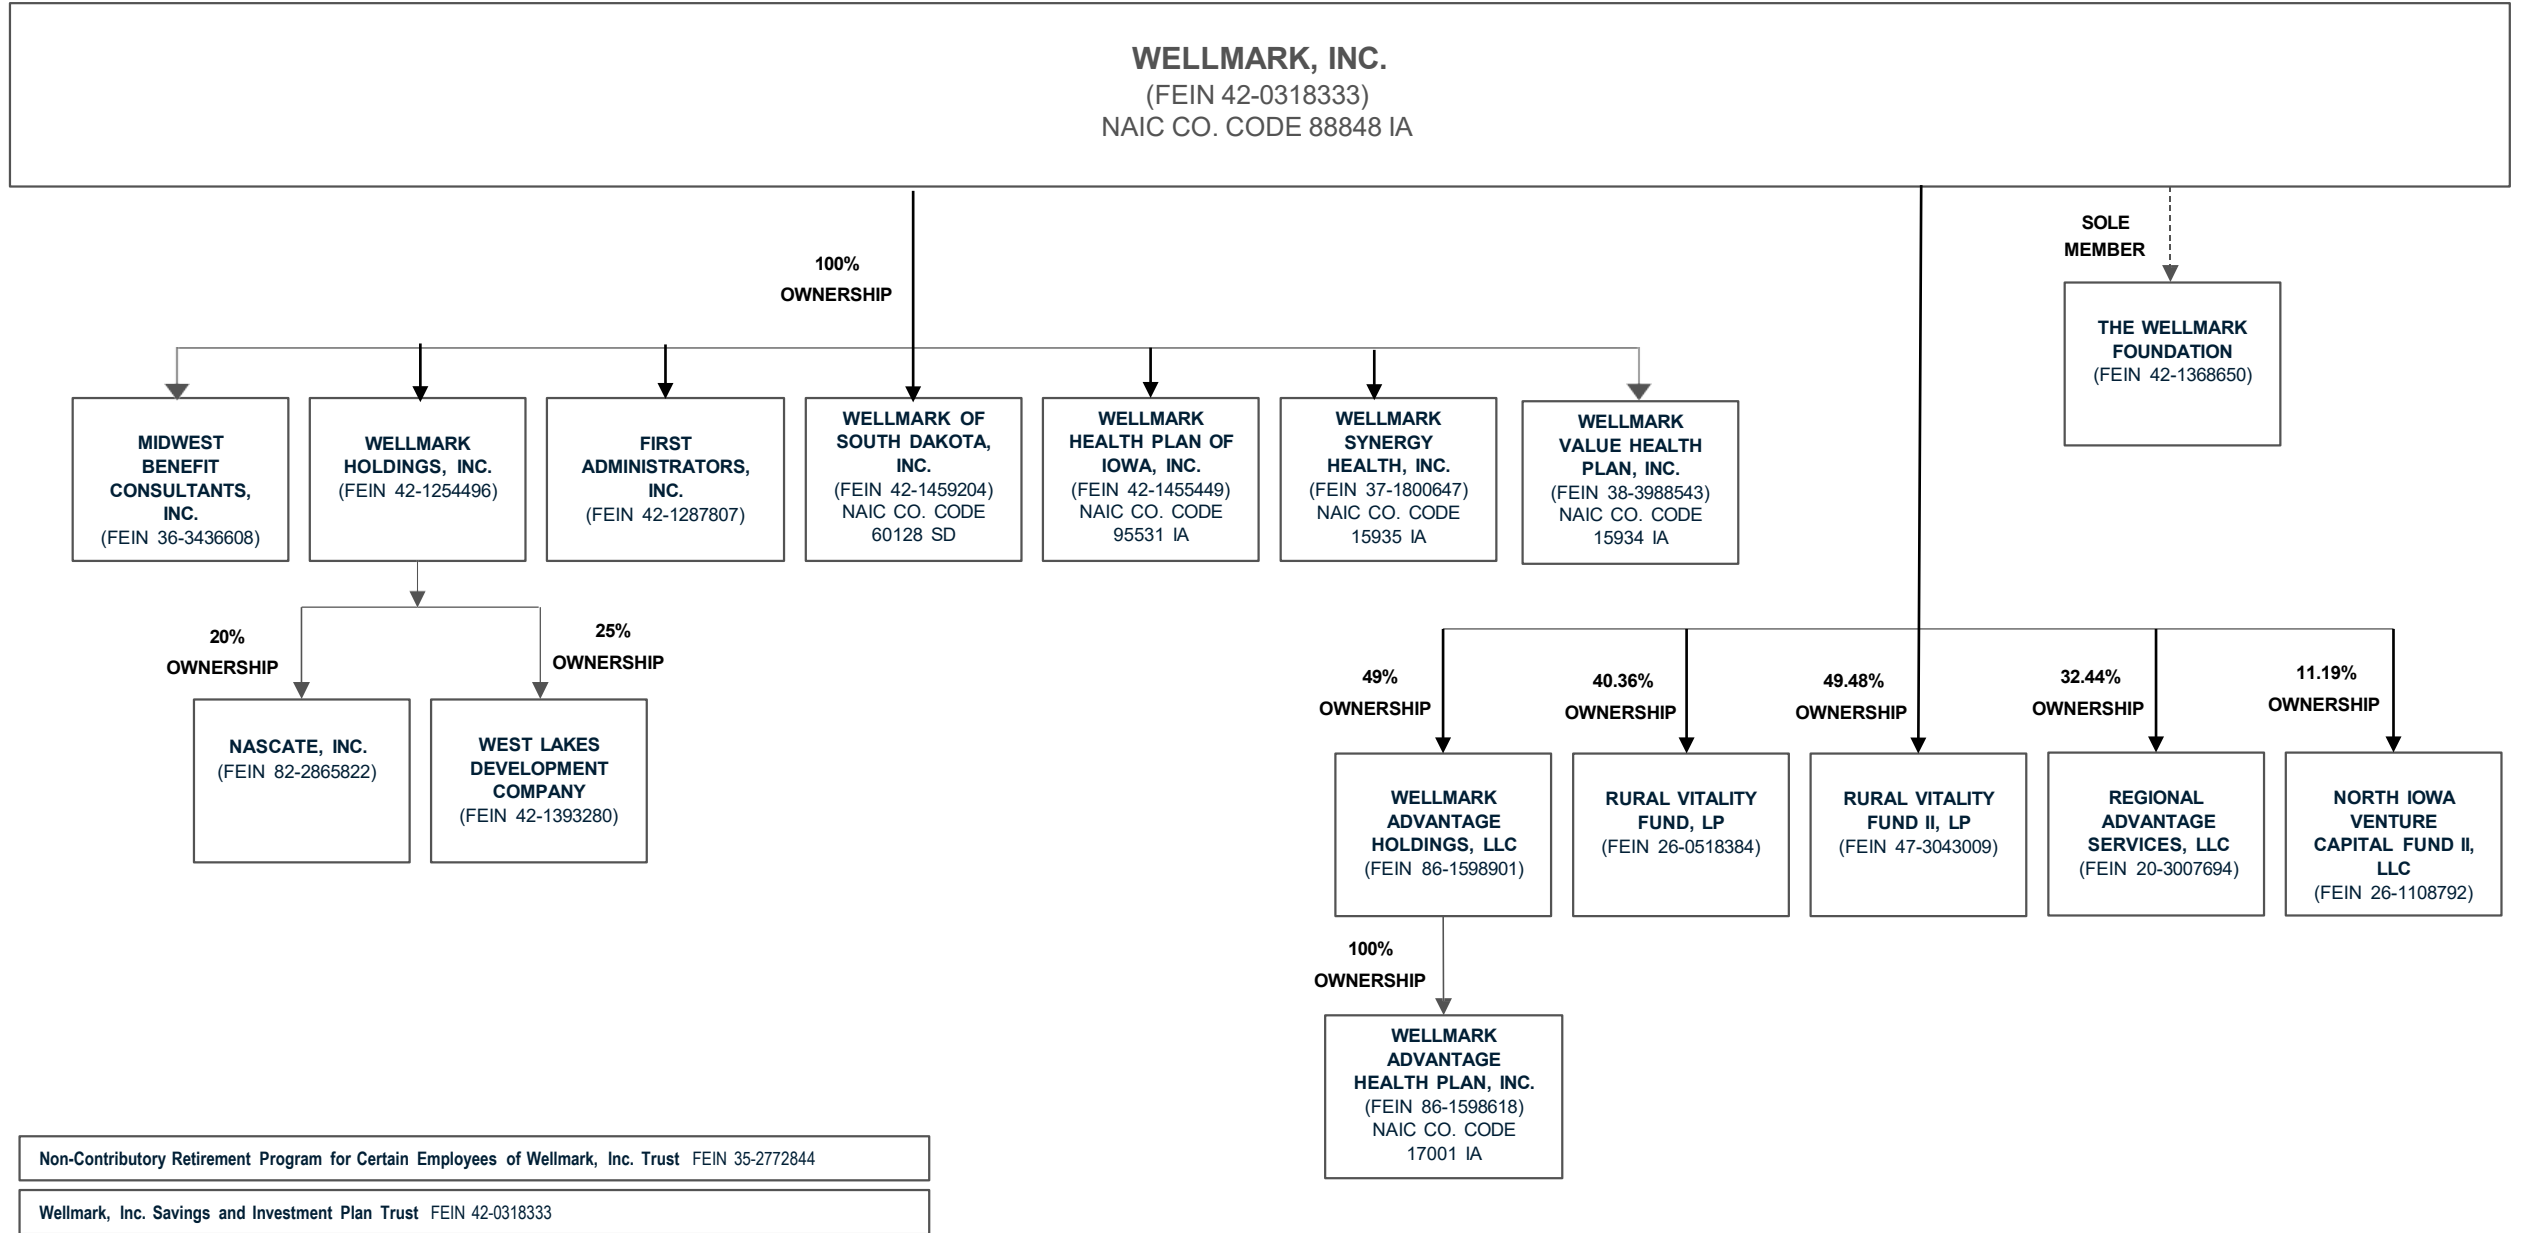 WELLMARK, INC.
(FEIN 42-0318333)
NAIC CO. CODE 88848 IA
SOLE
MEMBER
100%
OWNERSHIP
THE WELLMARK
FOUNDATION
(FEIN 42-1368650)
MIDWEST
BENEFIT
CONSULTANTS,
INC.
(FEIN 36-3436608)
WELLMARK
HOLDINGS, INC.
(FEIN 42-1254496)
FIRST
ADMINISTRATORS,
INC.
(FEIN 42-1287807)
WELLMARK OF
SOUTH DAKOTA,
INC.
(FEIN 42-1459204)
NAIC CO. CODE
60128 SD
WELLMARK
HEALTH PLAN OF
IOWA, INC.
(FEIN 42-1455449)
NAIC CO. CODE
95531 IA
WELLMARK
SYNERGY
HEALTH, INC.
(FEIN 37-1800647)
NAIC CO. CODE
15935 IA
WELLMARK
VALUE HEALTH
PLAN, INC.
(FEIN 38-3988543)
NAIC CO. CODE
15934 IA
20%
OWNERSHIP
25%
OWNERSHIP
NASCATE, INC.
(FEIN 82-2865822)
WEST LAKES
DEVELOPMENT
COMPANY
(FEIN 42-1393280)
49%
OWNERSHIP
40.36%
OWNERSHIP
49.48%
OWNERSHIP
32.44%
OWNERSHIP
11.19%
OWNERSHIP
WELLMARK
ADVANTAGE
HOLDINGS, LLC
(FEIN 86-1598901)
RURAL VITALITY
FUND, LP
(FEIN 26-0518384)
RURAL VITALITY
FUND II, LP
(FEIN 47-3043009)
REGIONAL
ADVANTAGE
SERVICES, LLC
(FEIN 20-3007694)
NORTH IOWA
VENTURE
CAPITAL FUND II,
LLC
(FEIN 26-1108792)
100%
OWNERSHIP
WELLMARK
ADVANTAGE
HEALTH PLAN, INC.
(FEIN 86-1598618)
NAIC CO. CODE
17001 IA
Non-Contributory Retirement Program for Certain Employees of Wellmark, Inc. Trust FEIN 35-2772844
Wellmark, Inc. Savings and Investment Plan Trust FEIN 42-0318333